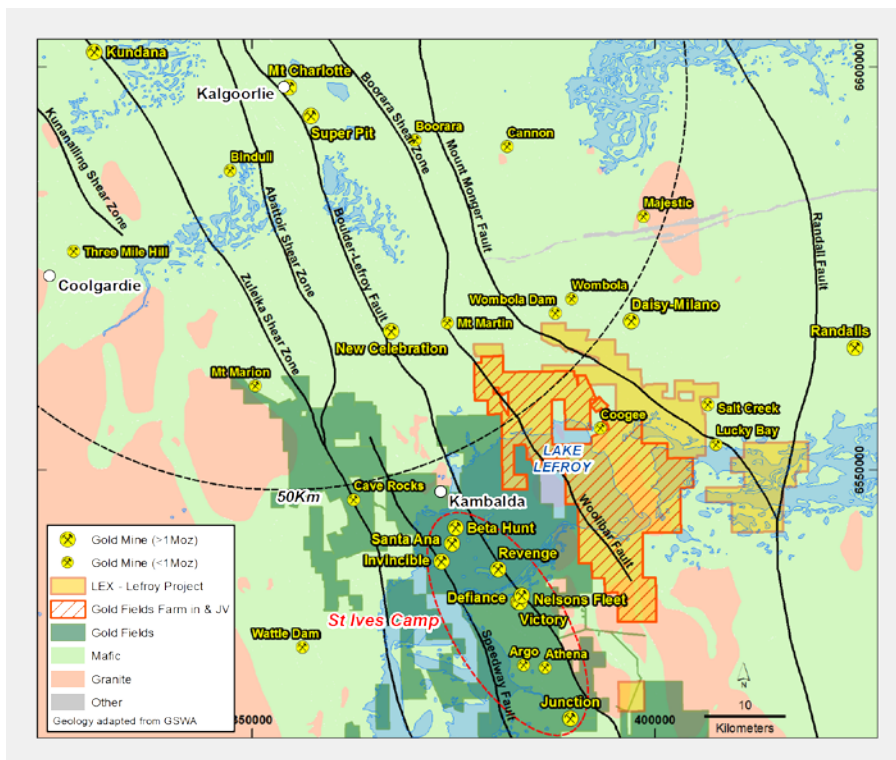 Kundana
Mt Charlotte
Kalgoorlie
Super Pit
Boorara Shear Zone
Boorara
Cannon
6600000
Kunanalling Shear Zone
Binduli
Abattoir Shear Zone
Boulder-Lefroy Fault
Mount Monger Fault
Majestic
Randall Fault
Three Mile Hill
Coolgardie
Zuleika Shear Zone
Wombola
Wombola Dam
Daisy-Milano
Mt Martin
New Celebration
Randalls
Mt Marion
Salt Creek
Coogee
Lucky Bay
LAKE
LEFROY
50Km
Cave Rocks
Kambalda
6550000
Woolibar Fault
Beta Hunt
Santa Ana
Invincible
Revenge
Defiance
Nelsons Fleet
Victory
St Ives Camp
Speedway Fault
Wattle Dam
Argo
Athena
Junction
Gold Mine (>1Moz)
Gold Mine (<1Moz)
LEX - Lefroy Project
Gold Fields Farm in & JV
Gold Fields
Mafic
Granite
Other
Geology adapted from GSWA
350000
400000
N
10
Kilometers